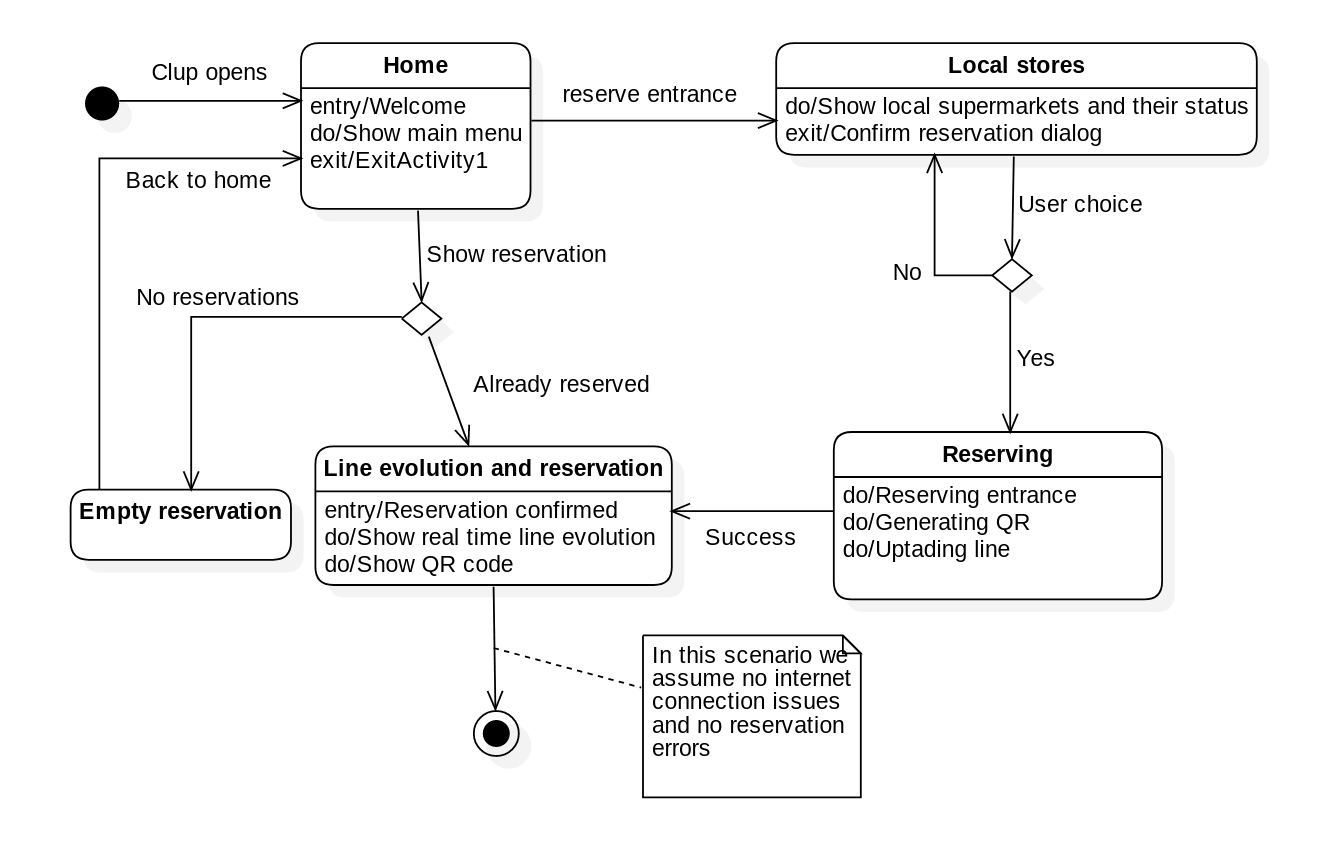 Clup opens
Home
entry/Welcome
do/Show main menu
exit/ExitActivity1
reserve entrance
Local stores
do/Show local supermarkets and their status
exit/Confirm reservation dialog
Back to home
User choice
Show reservation
No
No reservations
Yes
Already reserved
Empty reservation
Line evolution and reservation
entry/Reservation confirmed
do/Show real time line evolution
do/Show QR code
Success
Reserving
do/Reserving entrance
do/Generating QR
do/Uptading line
In this scenario we
assume no internet
connection issues
and no reservation
errors